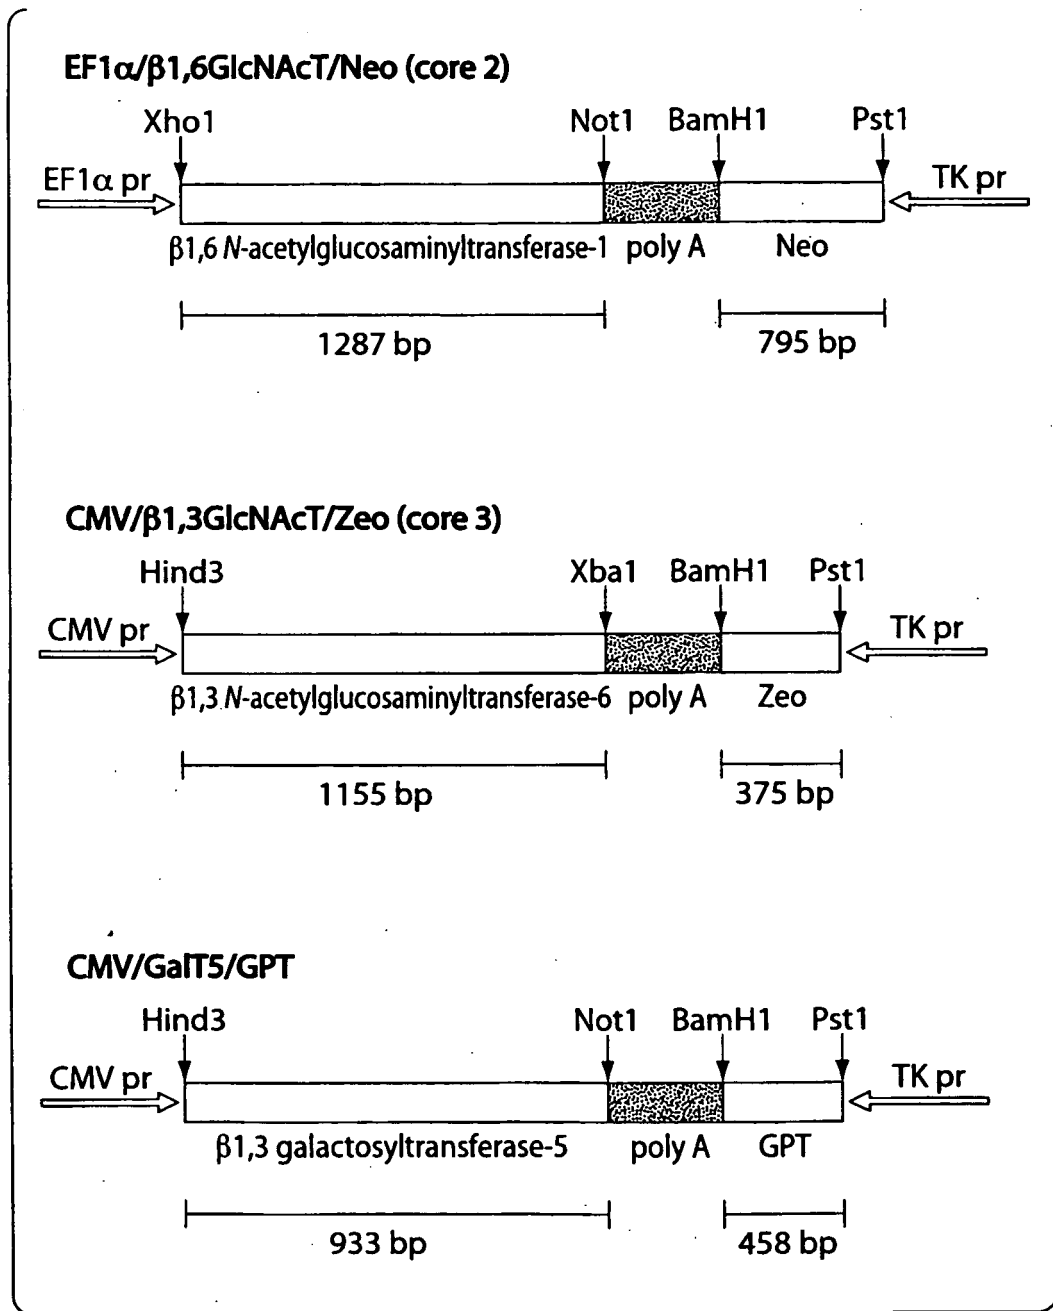 EF1α/β1,6GlcNAcT/Neo (core 2)
Xho1 Not1 BamH1 Pst1
EF1α pr TK pr
β1,6 N-acetylglucosaminyltransferase-1 poly A Neo
1287 bp 795 bp
CMV/β1,3GlcNAcT/Zeo (core 3)
Hind3 Xba1 BamH1 Pst1
CMV pr TK pr
β1,3 N-acetylglucosaminyltransferase-6 poly A Zeo
1155 bp 375 bp
CMV/GalT5/GPT
Hind3 Not1 BamH1 Pst1
CMV pr TK pr
β1,3 galactosyltransferase-5 poly A GPT
933 bp 458 bp